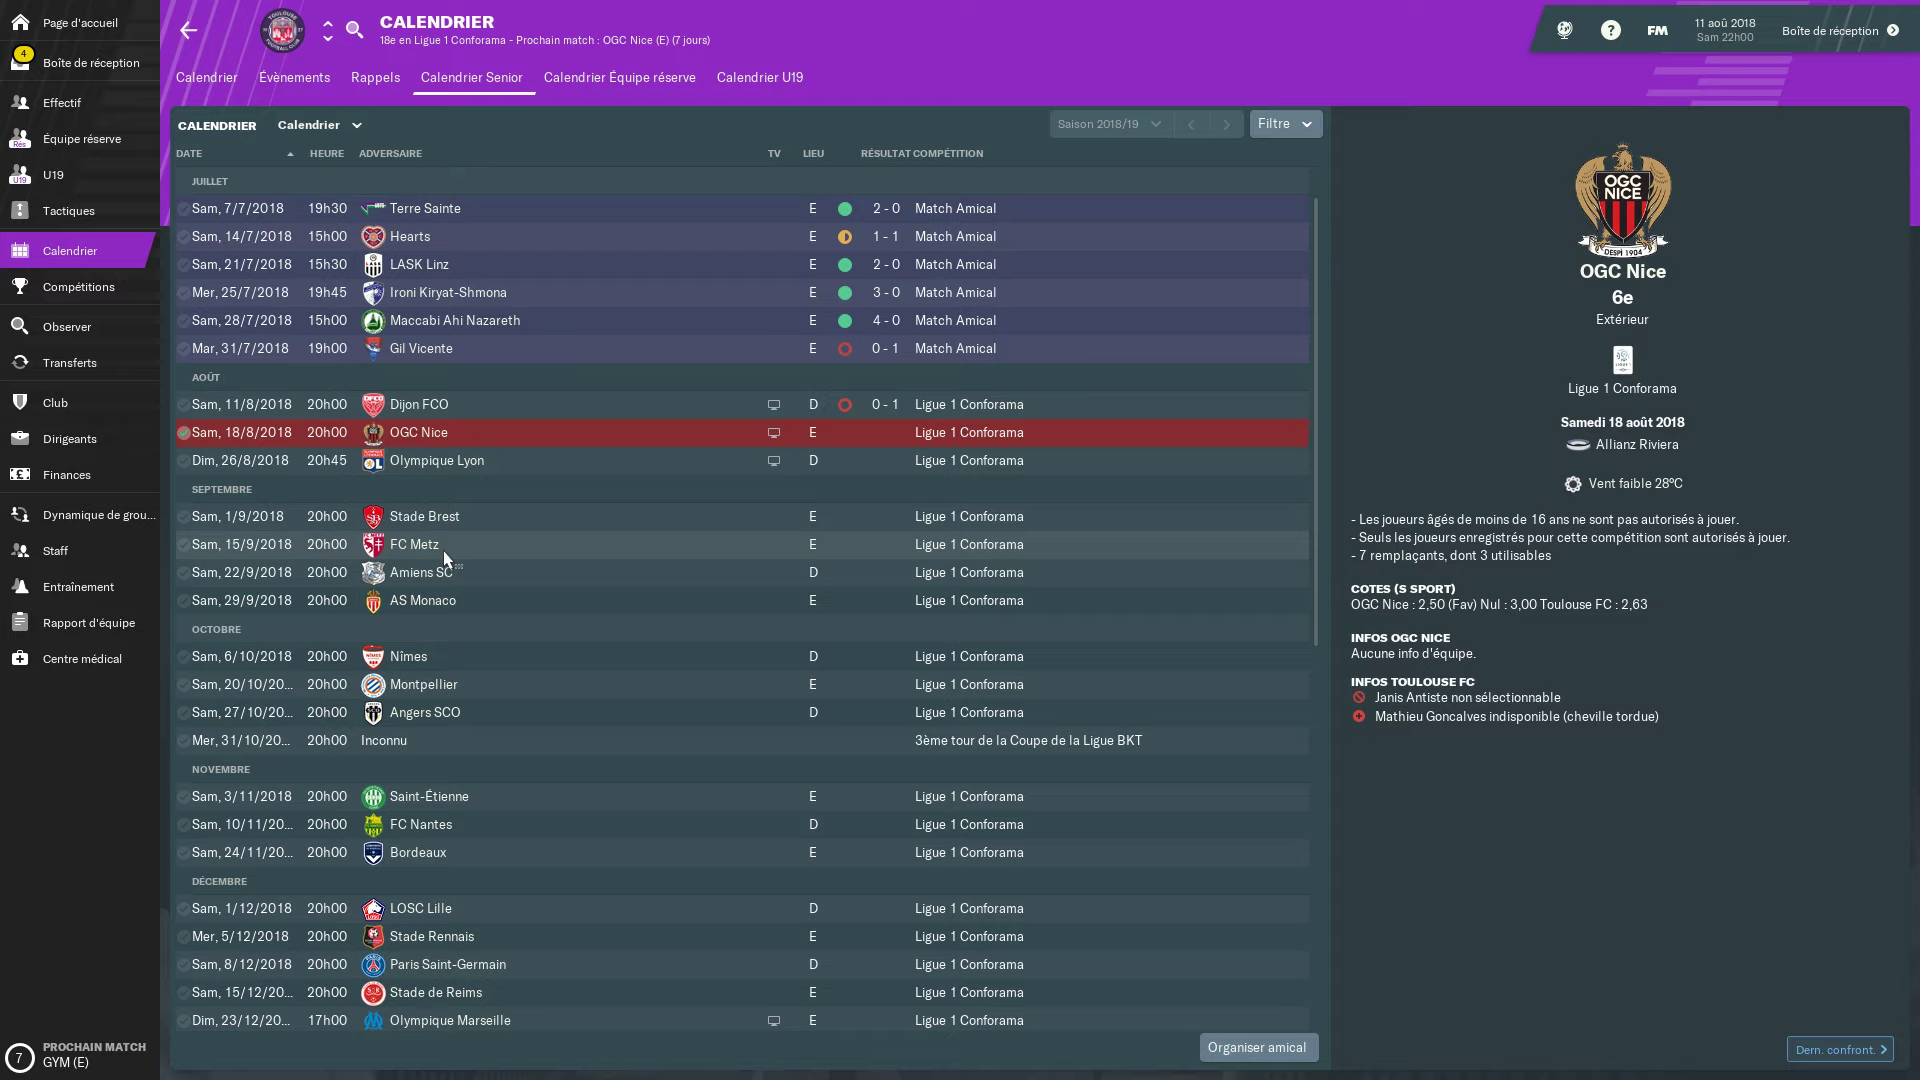 Page d'accueil
4
Boîte de réception
Effectif
Rés
Équipe réserve
U19
U19
Tactiques
Calendrier
Compétitions
Observer
Transferts
Club
Dirigeants
Finances
Dynamique de grou...
Staff
Entraînement
Rapport d'équipe
Centre médical
7
PROCHAIN MATCH
GYM (E)
CALENDRIER
18e en Ligue 1 Conforama - Prochain match : OGC Nice (E) (7 jours)
FM
11 aoû 2018
Sam 22h00
Boîte de réception
Calendrier Évènements Rappels Calendrier Senior Calendrier Équipe réserve Calendrier U19
CALENDRIER Calendrier Saison 2018/19 Filtre
DATE HEURE ADVERSAIRE TV LIEU RÉSULTAT COMPÉTITION
JUILLET
Sam, 7/7/2018 19h30 Terre Sainte E 2 - 0 Match Amical
Sam, 14/7/2018 15h00 Hearts E 1 - 1 Match Amical
Sam, 21/7/2018 15h30 LASK Linz E 2 - 0 Match Amical
Mer, 25/7/2018 19h45 Ironi Kiryat-Shmona E 3 - 0 Match Amical
Sam, 28/7/2018 15h00 Maccabi Ahi Nazareth E 4 - 0 Match Amical
Mar, 31/7/2018 19h00 Gil Vicente E 0 - 1 Match Amical
AOÛT
Sam, 11/8/2018 20h00 Dijon FCO D 0 - 1 Ligue 1 Conforama
Sam, 18/8/2018 20h00 OGC Nice E Ligue 1 Conforama
Dim, 26/8/2018 20h45 Olympique Lyon D Ligue 1 Conforama
SEPTEMBRE
Sam, 1/9/2018 20h00 Stade Brest E Ligue 1 Conforama
Sam, 15/9/2018 20h00 FC Metz E Ligue 1 Conforama
Sam, 22/9/2018 20h00 Amiens SC D Ligue 1 Conforama
Sam, 29/9/2018 20h00 AS Monaco E Ligue 1 Conforama
OCTOBRE
Sam, 6/10/2018 20h00 Nîmes D Ligue 1 Conforama
Sam, 20/10/20... 20h00 Montpellier E Ligue 1 Conforama
Sam, 27/10/20... 20h00 Angers SCO D Ligue 1 Conforama
Mer, 31/10/20... 20h00 Inconnu 3ème tour de la Coupe de la Ligue BKT
NOVEMBRE
Sam, 3/11/2018 20h00 Saint-Étienne E Ligue 1 Conforama
Sam, 10/11/20... 20h00 FC Nantes D Ligue 1 Conforama
Sam, 24/11/20... 20h00 Bordeaux E Ligue 1 Conforama
DÉCEMBRE
Sam, 1/12/2018 20h00 LOSC Lille D Ligue 1 Conforama
Mer, 5/12/2018 20h00 Stade Rennais E Ligue 1 Conforama
Sam, 8/12/2018 20h00 Paris Saint-Germain D Ligue 1 Conforama
Sam, 15/12/20... 20h00 Stade de Reims E Ligue 1 Conforama
Dim, 23/12/20... 17h00 Olympique Marseille E Ligue 1 Conforama
Organiser amical
OGC
NICE
DEPUIS 1904
OGC Nice
6e
Extérieur
Ligue 1 Conforama
Samedi 18 août 2018
Allianz Riviera
Vent faible 28°C
- Les joueurs âgés de moins de 16 ans ne sont pas autorisés à jouer.
- Seuls les joueurs enregistrés pour cette compétition sont autorisés à jouer.
- 7 remplaçants, dont 3 utilisables
COTES (S SPORT)
OGC Nice : 2,50 (Fav) Nul : 3,00 Toulouse FC : 2,63
INFOS OGC NICE
Aucune info d'équipe.
INFOS TOULOUSE FC
Janis Antiste non sélectionnable
Mathieu Goncalves indisponible (cheville tordue)
Dern. confront.